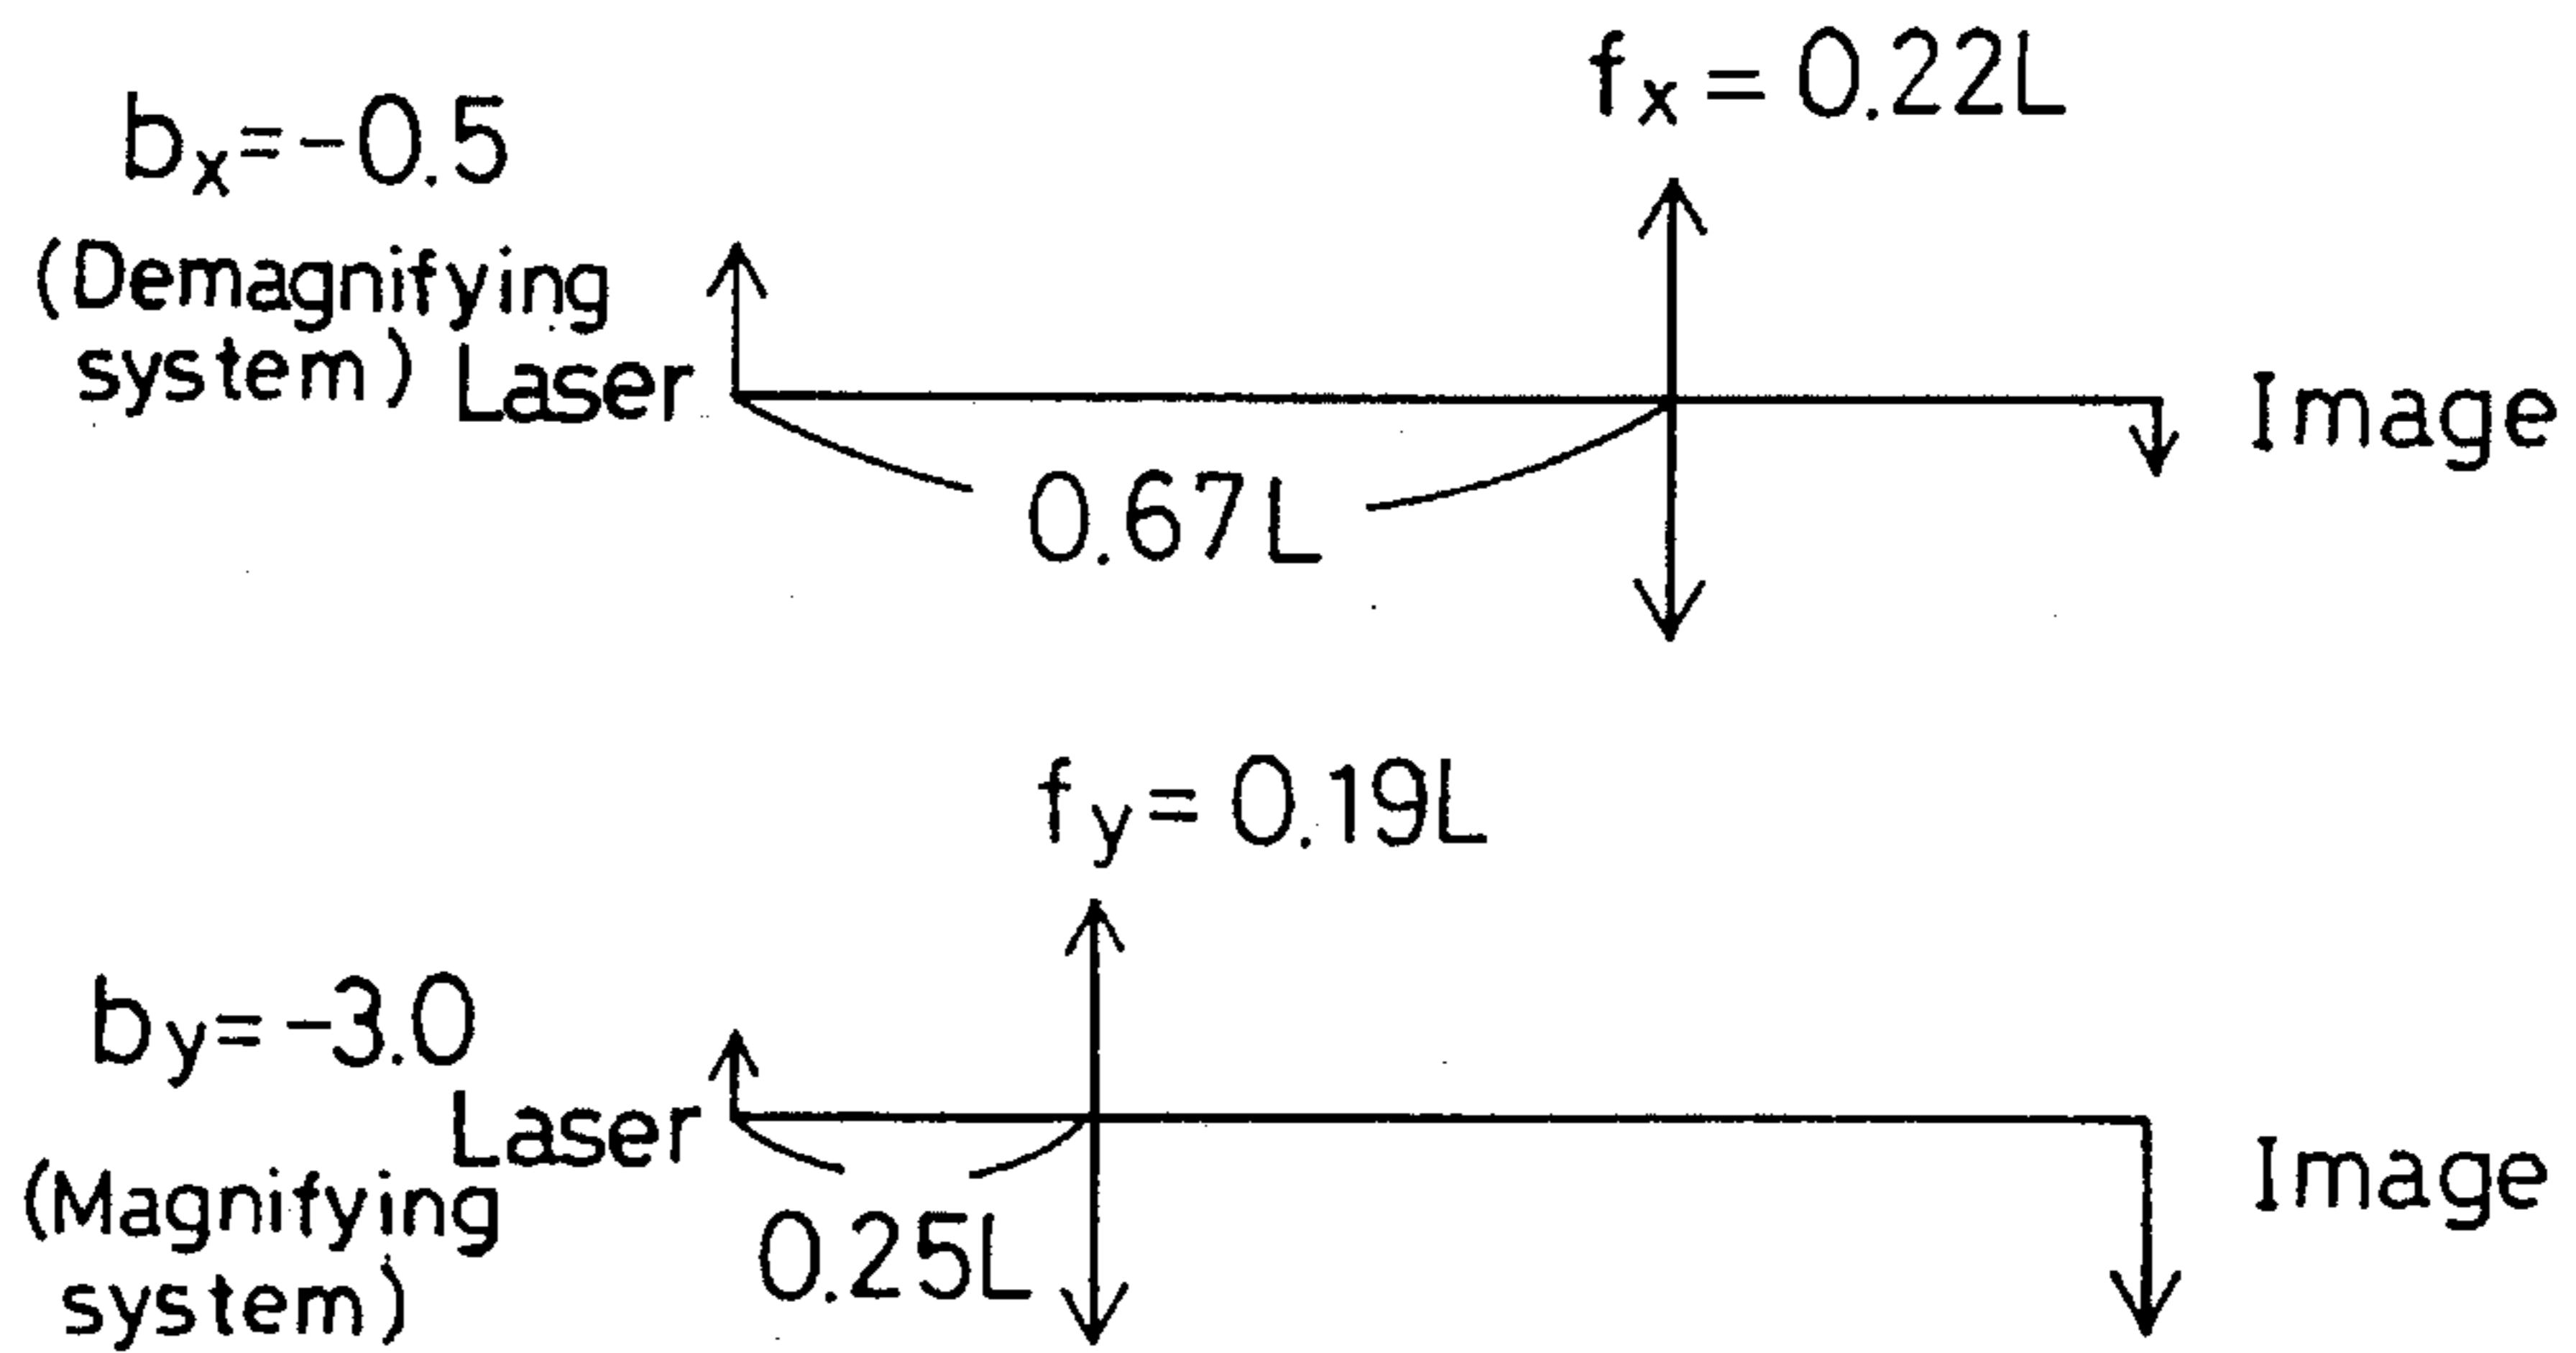 fx = 0.22L
bx=-0.5
(Demagnifying
system) Laser
Image
0.67L
fy = 0.19L
by=-3.0
Laser
Image
(Magnifying
system)
0.25L